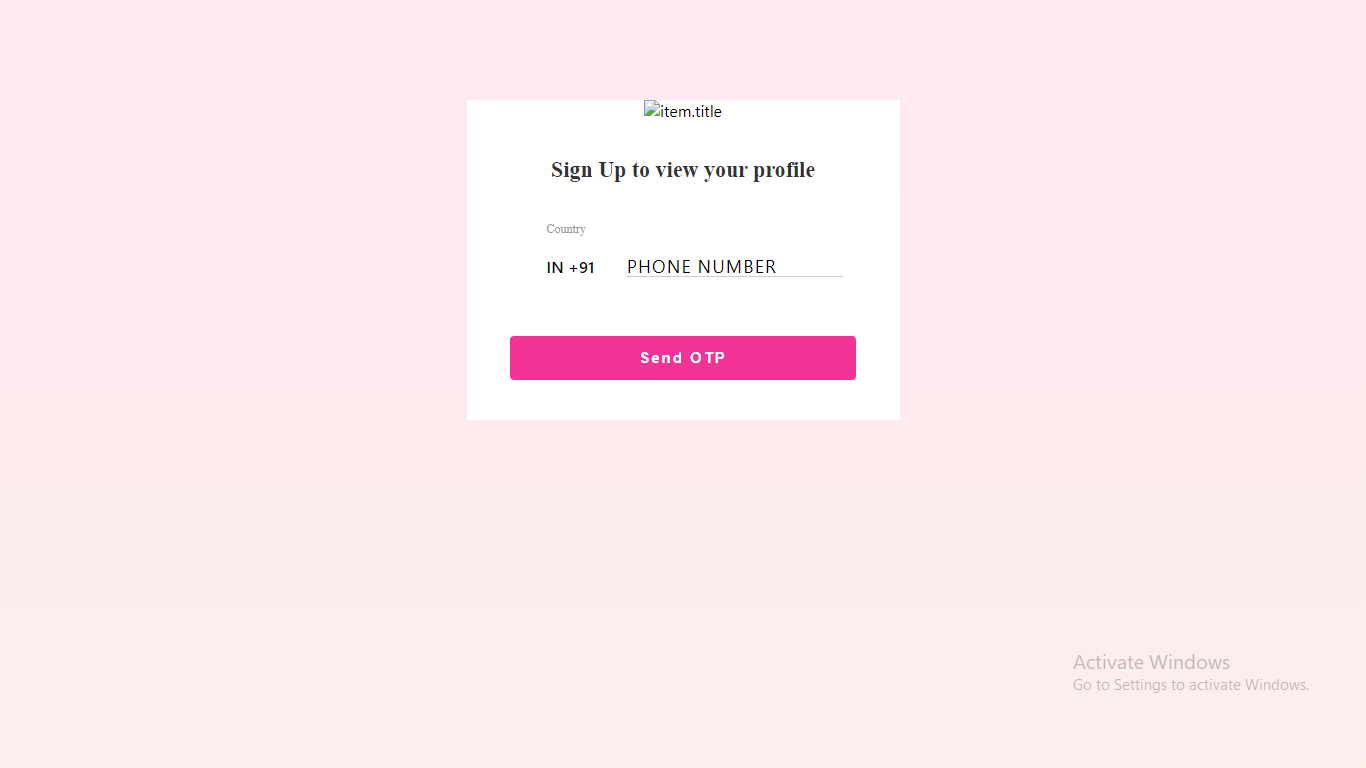 item.title
Sign Up to view your profile
Country
IN +91 PHONE NUMBER
Send OTP
Activate Windows
Go to Settings to activate Windows.